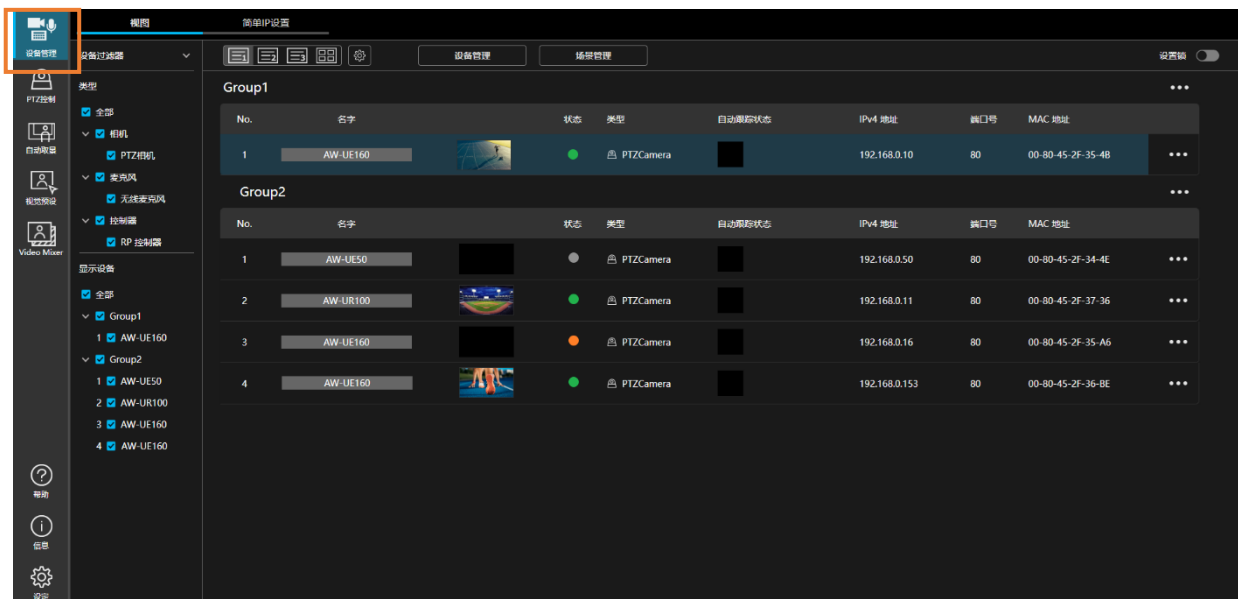 视图
简单IP设置
设备管理
PTZ控制
自动取景
视觉预设
Video Mixer
帮助
信息
设定
设备过滤器
类型
全部
相机
PTZ相机
麦克风
无线麦克风
控制器
RP 控制器
显示设备
全部
Group1
1 AW-UE160
Group2
1 AW-UE50
2 AW-UR100
3 AW-UE160
4 AW-UE160
1 2 3 设备管理 场景管理 设置锁
Group1
No. 名字 状态 类型 自动跟踪状态 IPv4 地址 端口号 MAC 地址
1 AW-UE160 PTZCamera 192.168.0.10 80 00-80-45-2F-35-4B
Group2
No. 名字 状态 类型 自动跟踪状态 IPv4 地址 端口号 MAC 地址
1 AW-UE50 PTZCamera 192.168.0.50 80 00-80-45-2F-34-4E
2 AW-UR100 PTZCamera 192.168.0.11 80 00-80-45-2F-37-36
3 AW-UE160 PTZCamera 192.168.0.16 80 00-80-45-2F-35-A6
4 AW-UE160 PTZCamera 192.168.0.153 80 00-80-45-2F-36-BE